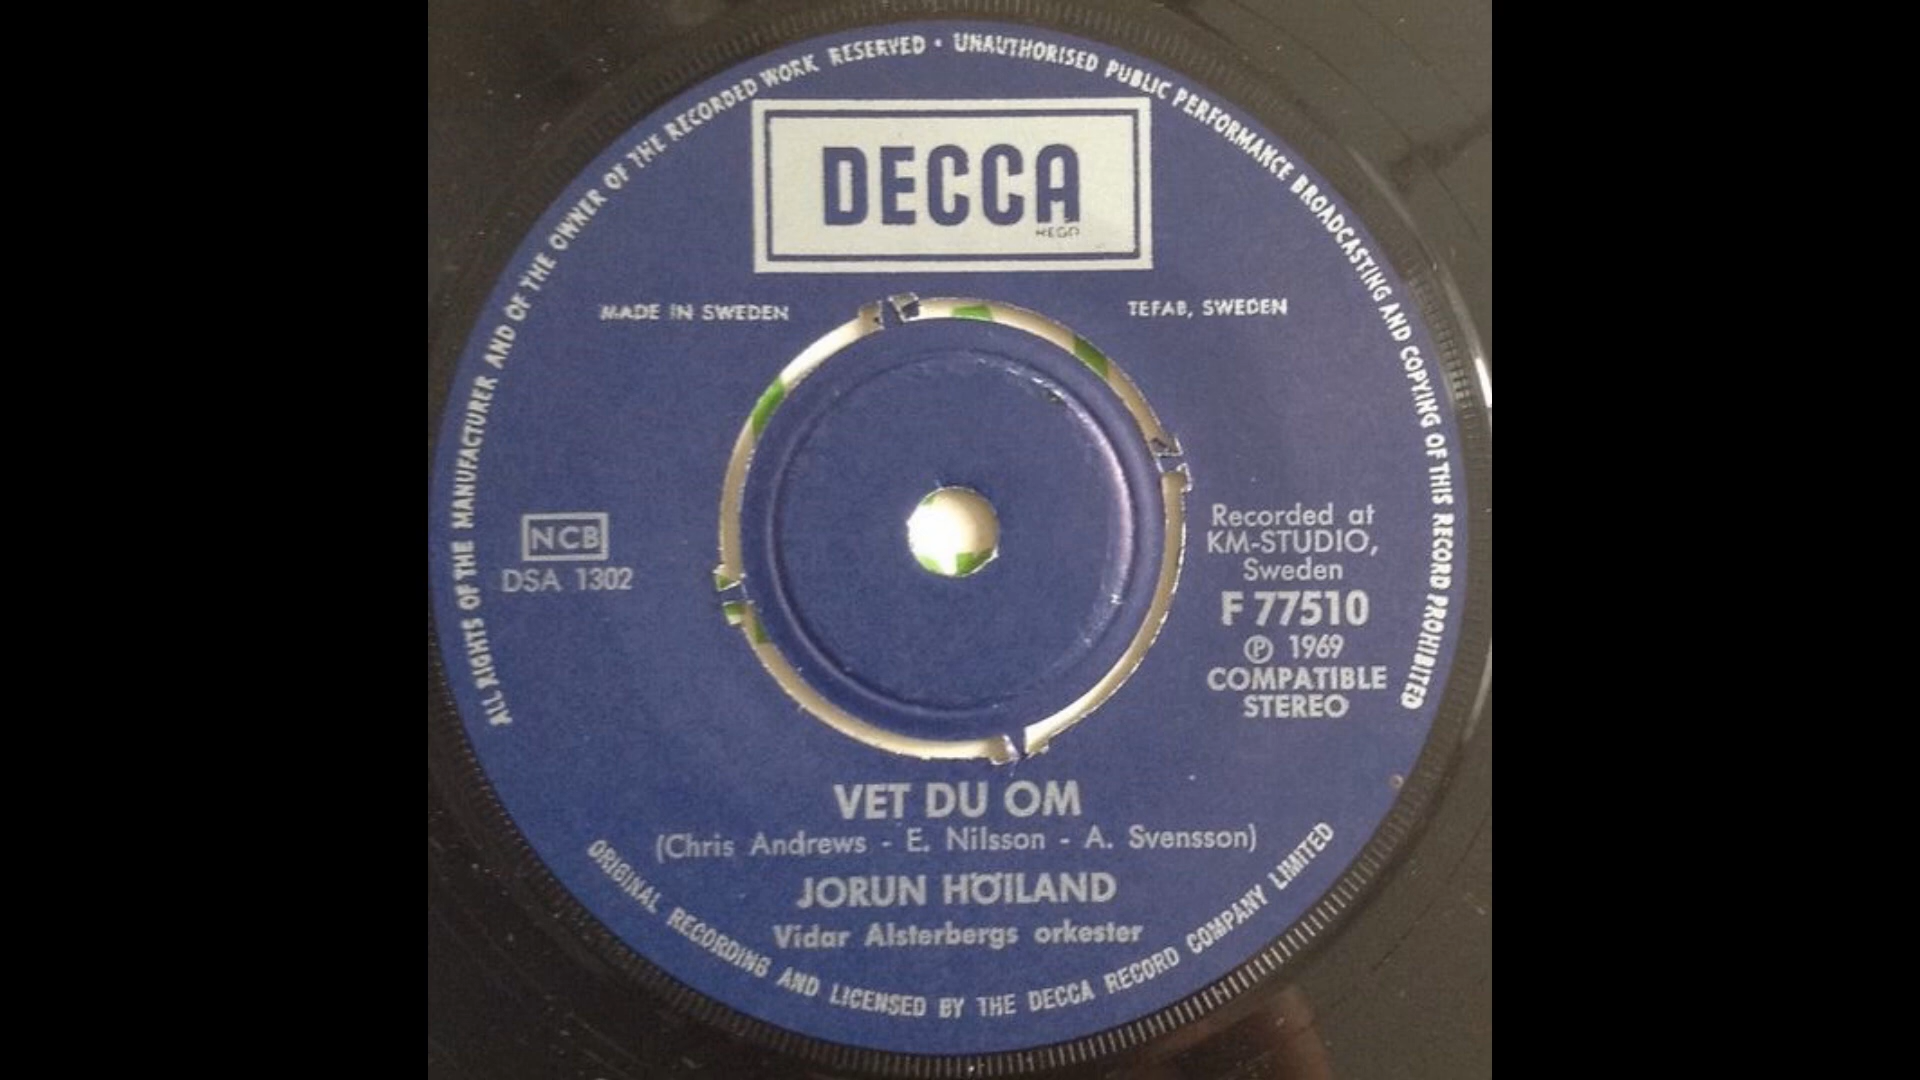 ALL RIGHTS OF THE MANUFACTURER AND OF THE OWNER OF THE RECORDED WORK RESERVED • UNAUTHORISED PUBLIC PERFORMANCE BROADCASTING AND COPYING OF THIS RECORD PROHIBITED
DECCA
REGD
MADE IN SWEDEN
TEFAB, SWEDEN
NCB
DSA 1302
Recorded at
KM-STUDIO,
Sweden
F 77510
℗ 1969
COMPATIBLE
STEREO
VET DU OM
(Chris Andrews - E. Nilsson - A. Svensson)
JORUN HÖILAND
Vidar Alsterbergs orkester
ORIGINAL RECORDING AND LICENSED BY THE DECCA RECORD COMPANY LIMITED